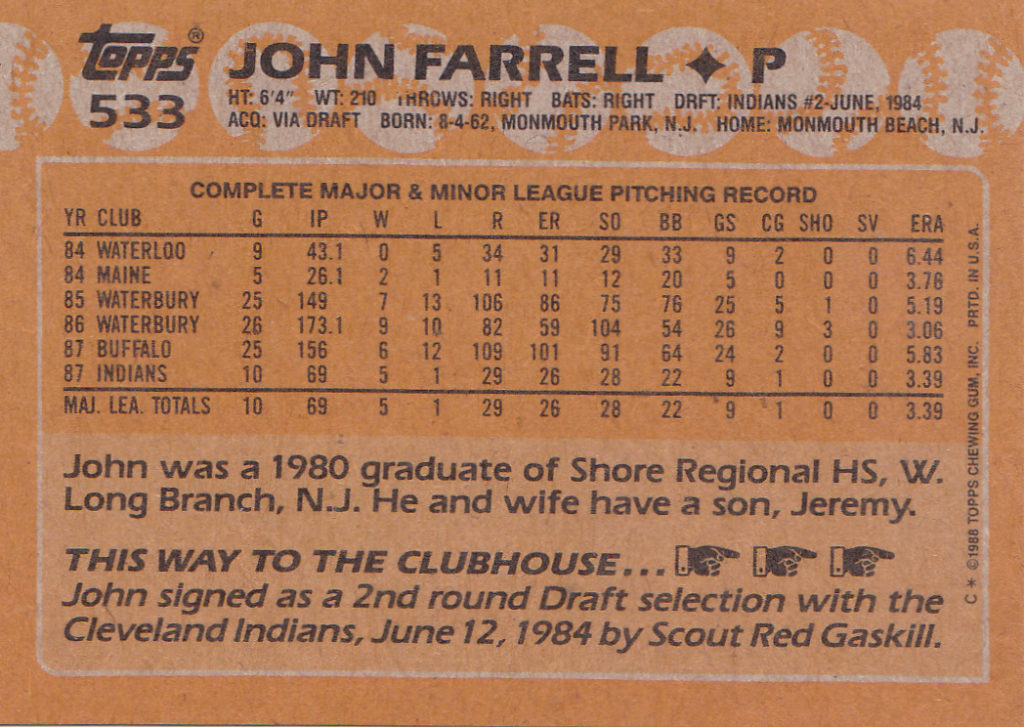 Topps® JOHN FARRELL ✦ P
533
HT: 6'4" WT: 210 THROWS: RIGHT BATS: RIGHT DRFT: INDIANS #2-JUNE, 1984
ACQ: VIA DRAFT BORN: 8-4-62, MONMOUTH PARK, N.J. HOME: MONMOUTH BEACH, N.J.
COMPLETE MAJOR & MINOR LEAGUE PITCHING RECORD
YR CLUB G IP W L R ER SO BB GS CG SHO SV ERA
84 WATERLOO 9 43.1 0 5 34 31 29 33 9 2 0 0 6.44
84 MAINE 5 26.1 2 1 11 11 12 20 5 0 0 0 3.76
85 WATERBURY 25 149 7 13 106 86 75 76 25 5 1 0 5.19
86 WATERBURY 26 173.1 9 10 82 59 104 54 26 9 3 0 3.06
87 BUFFALO 25 156 6 12 109 101 91 64 24 2 0 0 5.83
87 INDIANS 10 69 5 1 29 26 28 22 9 1 0 0 3.39
MAJ. LEA. TOTALS 10 69 5 1 29 26 28 22 9 1 0 0 3.39
John was a 1980 graduate of Shore Regional HS, W.
Long Branch, N.J. He and wife have a son, Jeremy.
THIS WAY TO THE CLUBHOUSE...
John signed as a 2nd round Draft selection with the
Cleveland Indians, June 12, 1984 by Scout Red Gaskill.
C * ©1988 TOPPS CHEWING GUM, INC. PRTD. IN U.S.A.